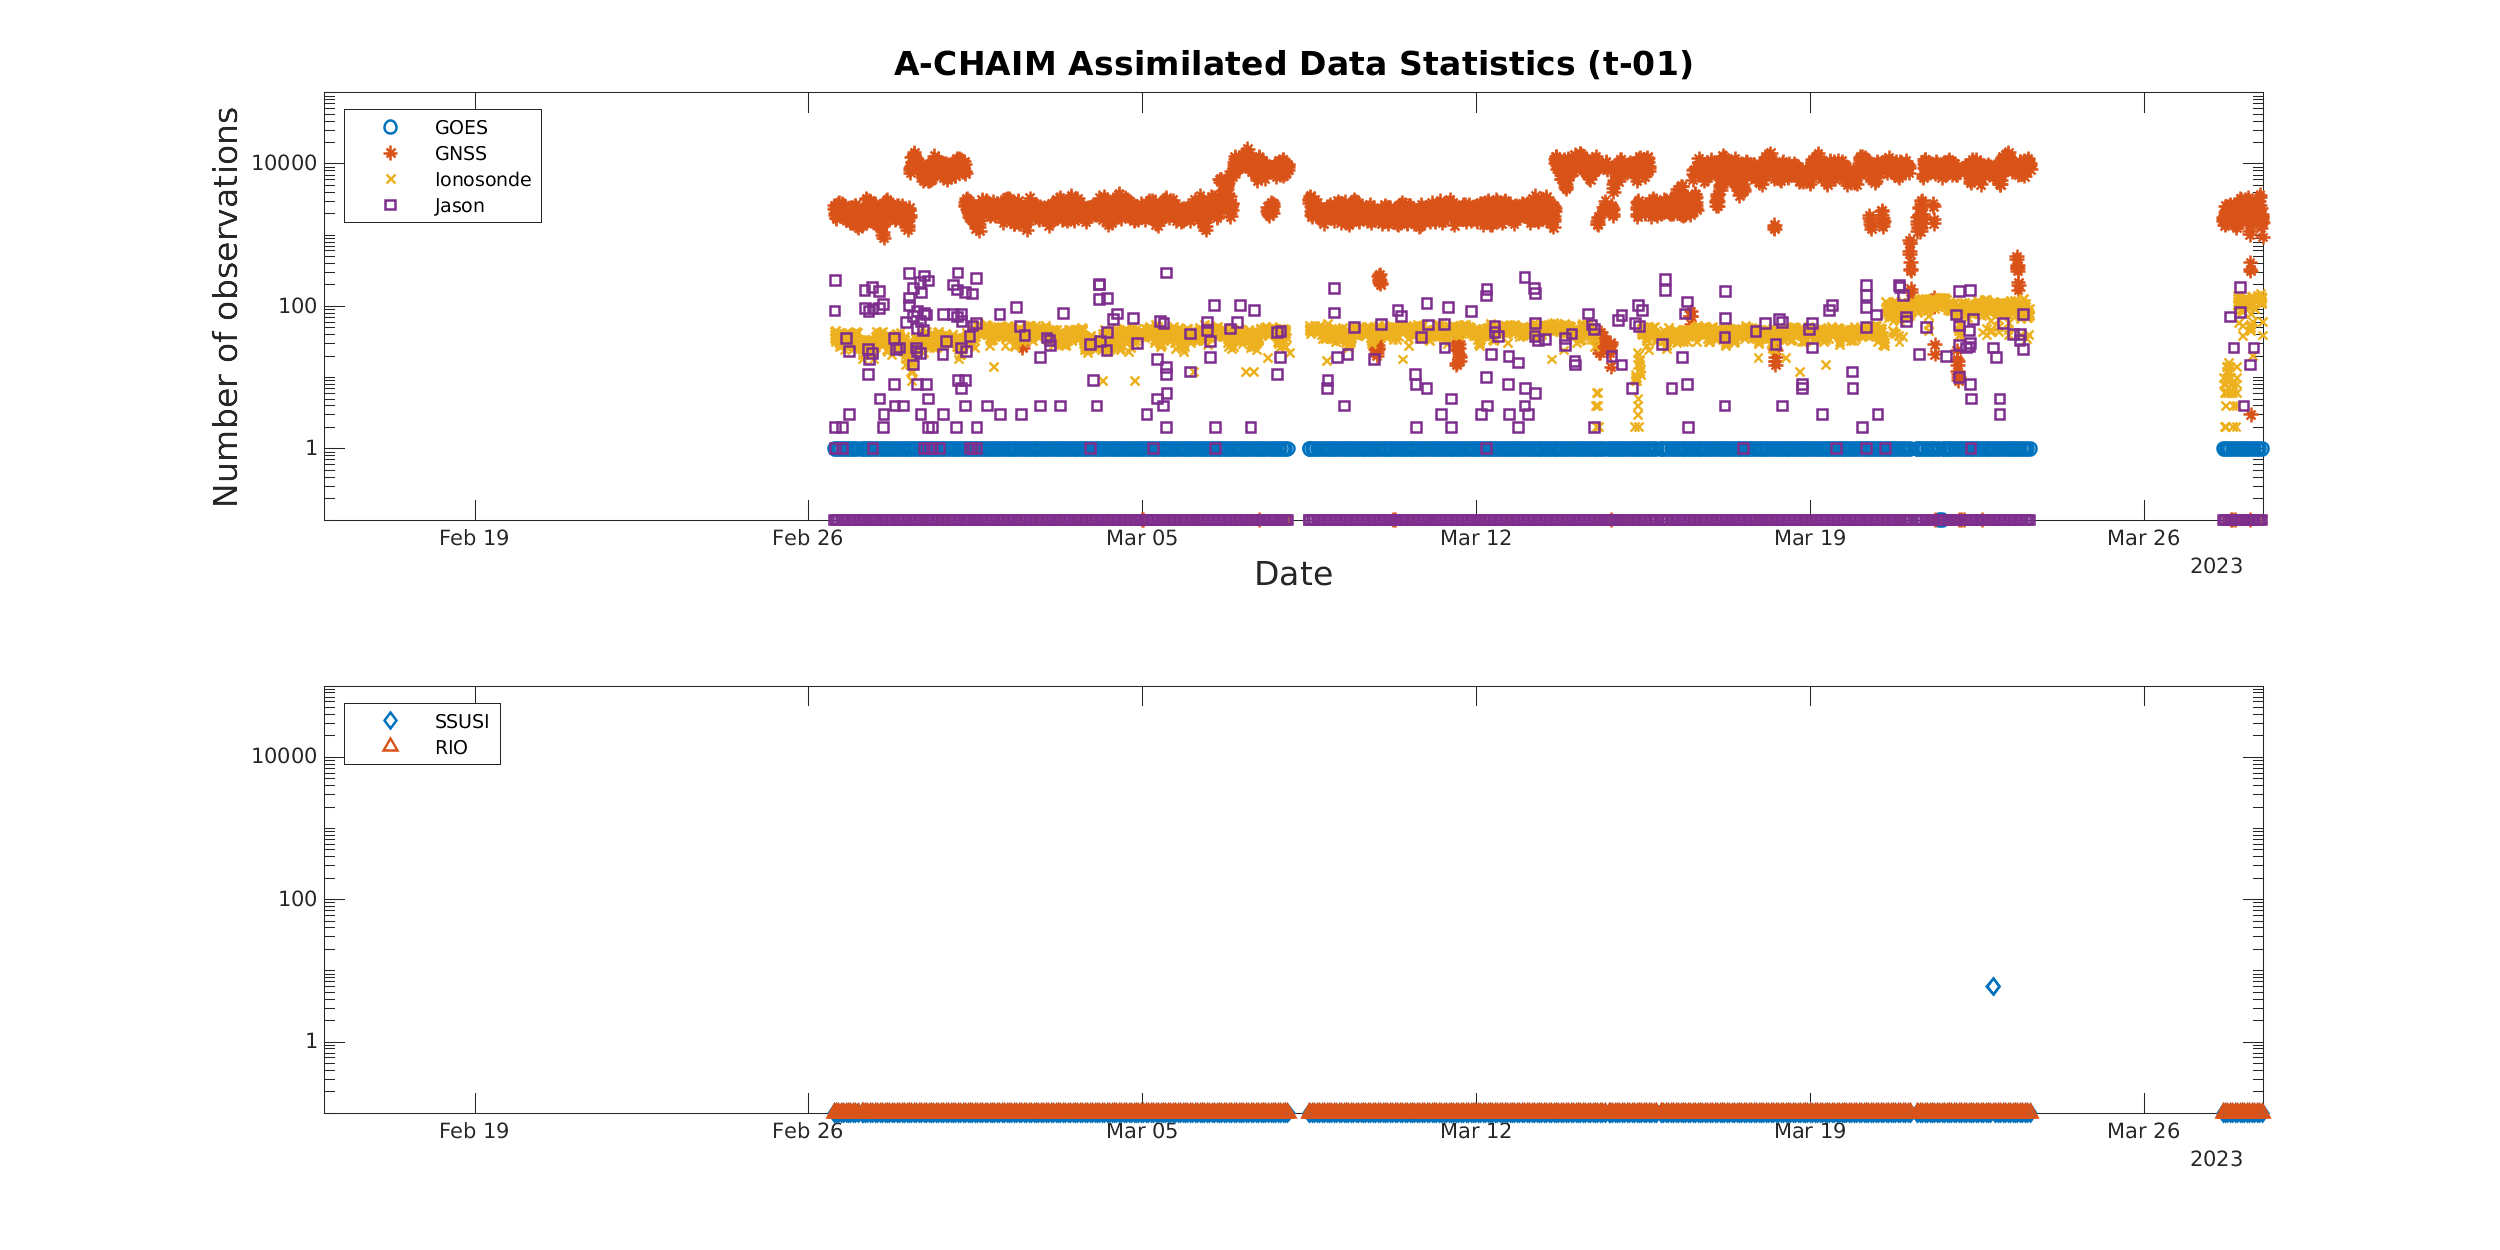 A-CHAIM Assimilated Data Statistics (t-01)
Number of observations
10000
100
1
GOES
GNSS
Ionosonde
Jason
Feb 19
Feb 26
Mar 05
Mar 12
Mar 19
Mar 26
2023
Date
10000
100
1
SSUSI
RIO
Feb 19
Feb 26
Mar 05
Mar 12
Mar 19
Mar 26
2023